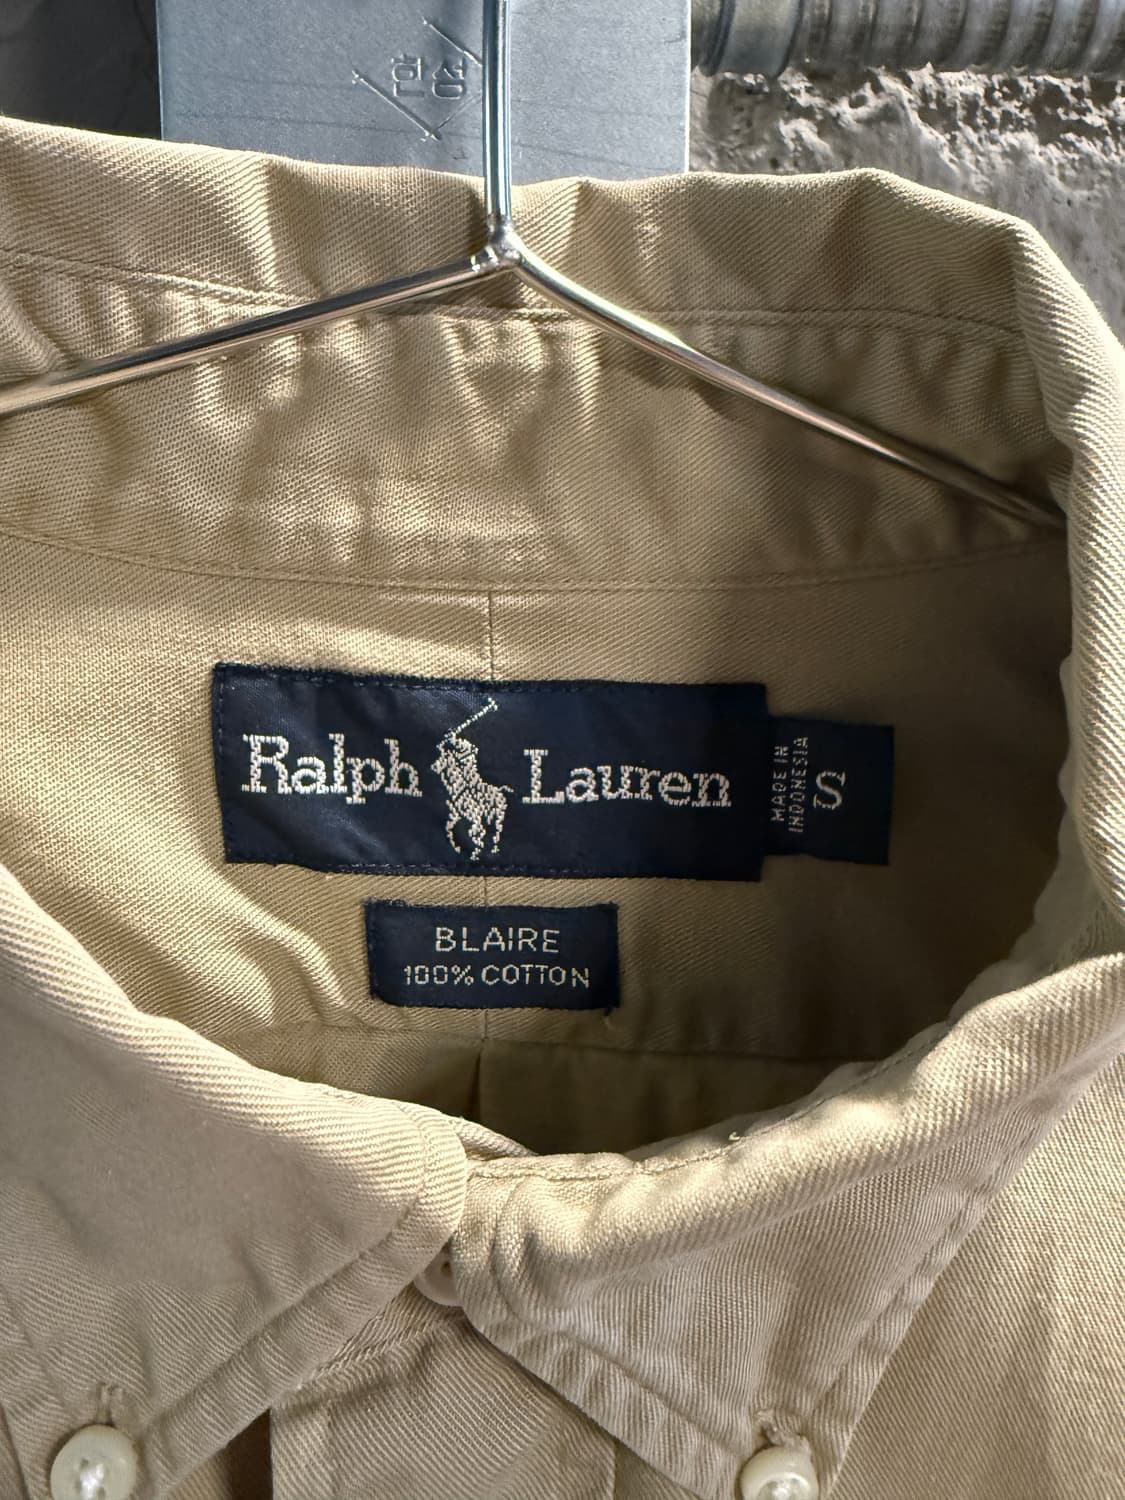 한성
Ralph Lauren
MADE IN
INDONESIA
S
BLAIRE
100% COTTON